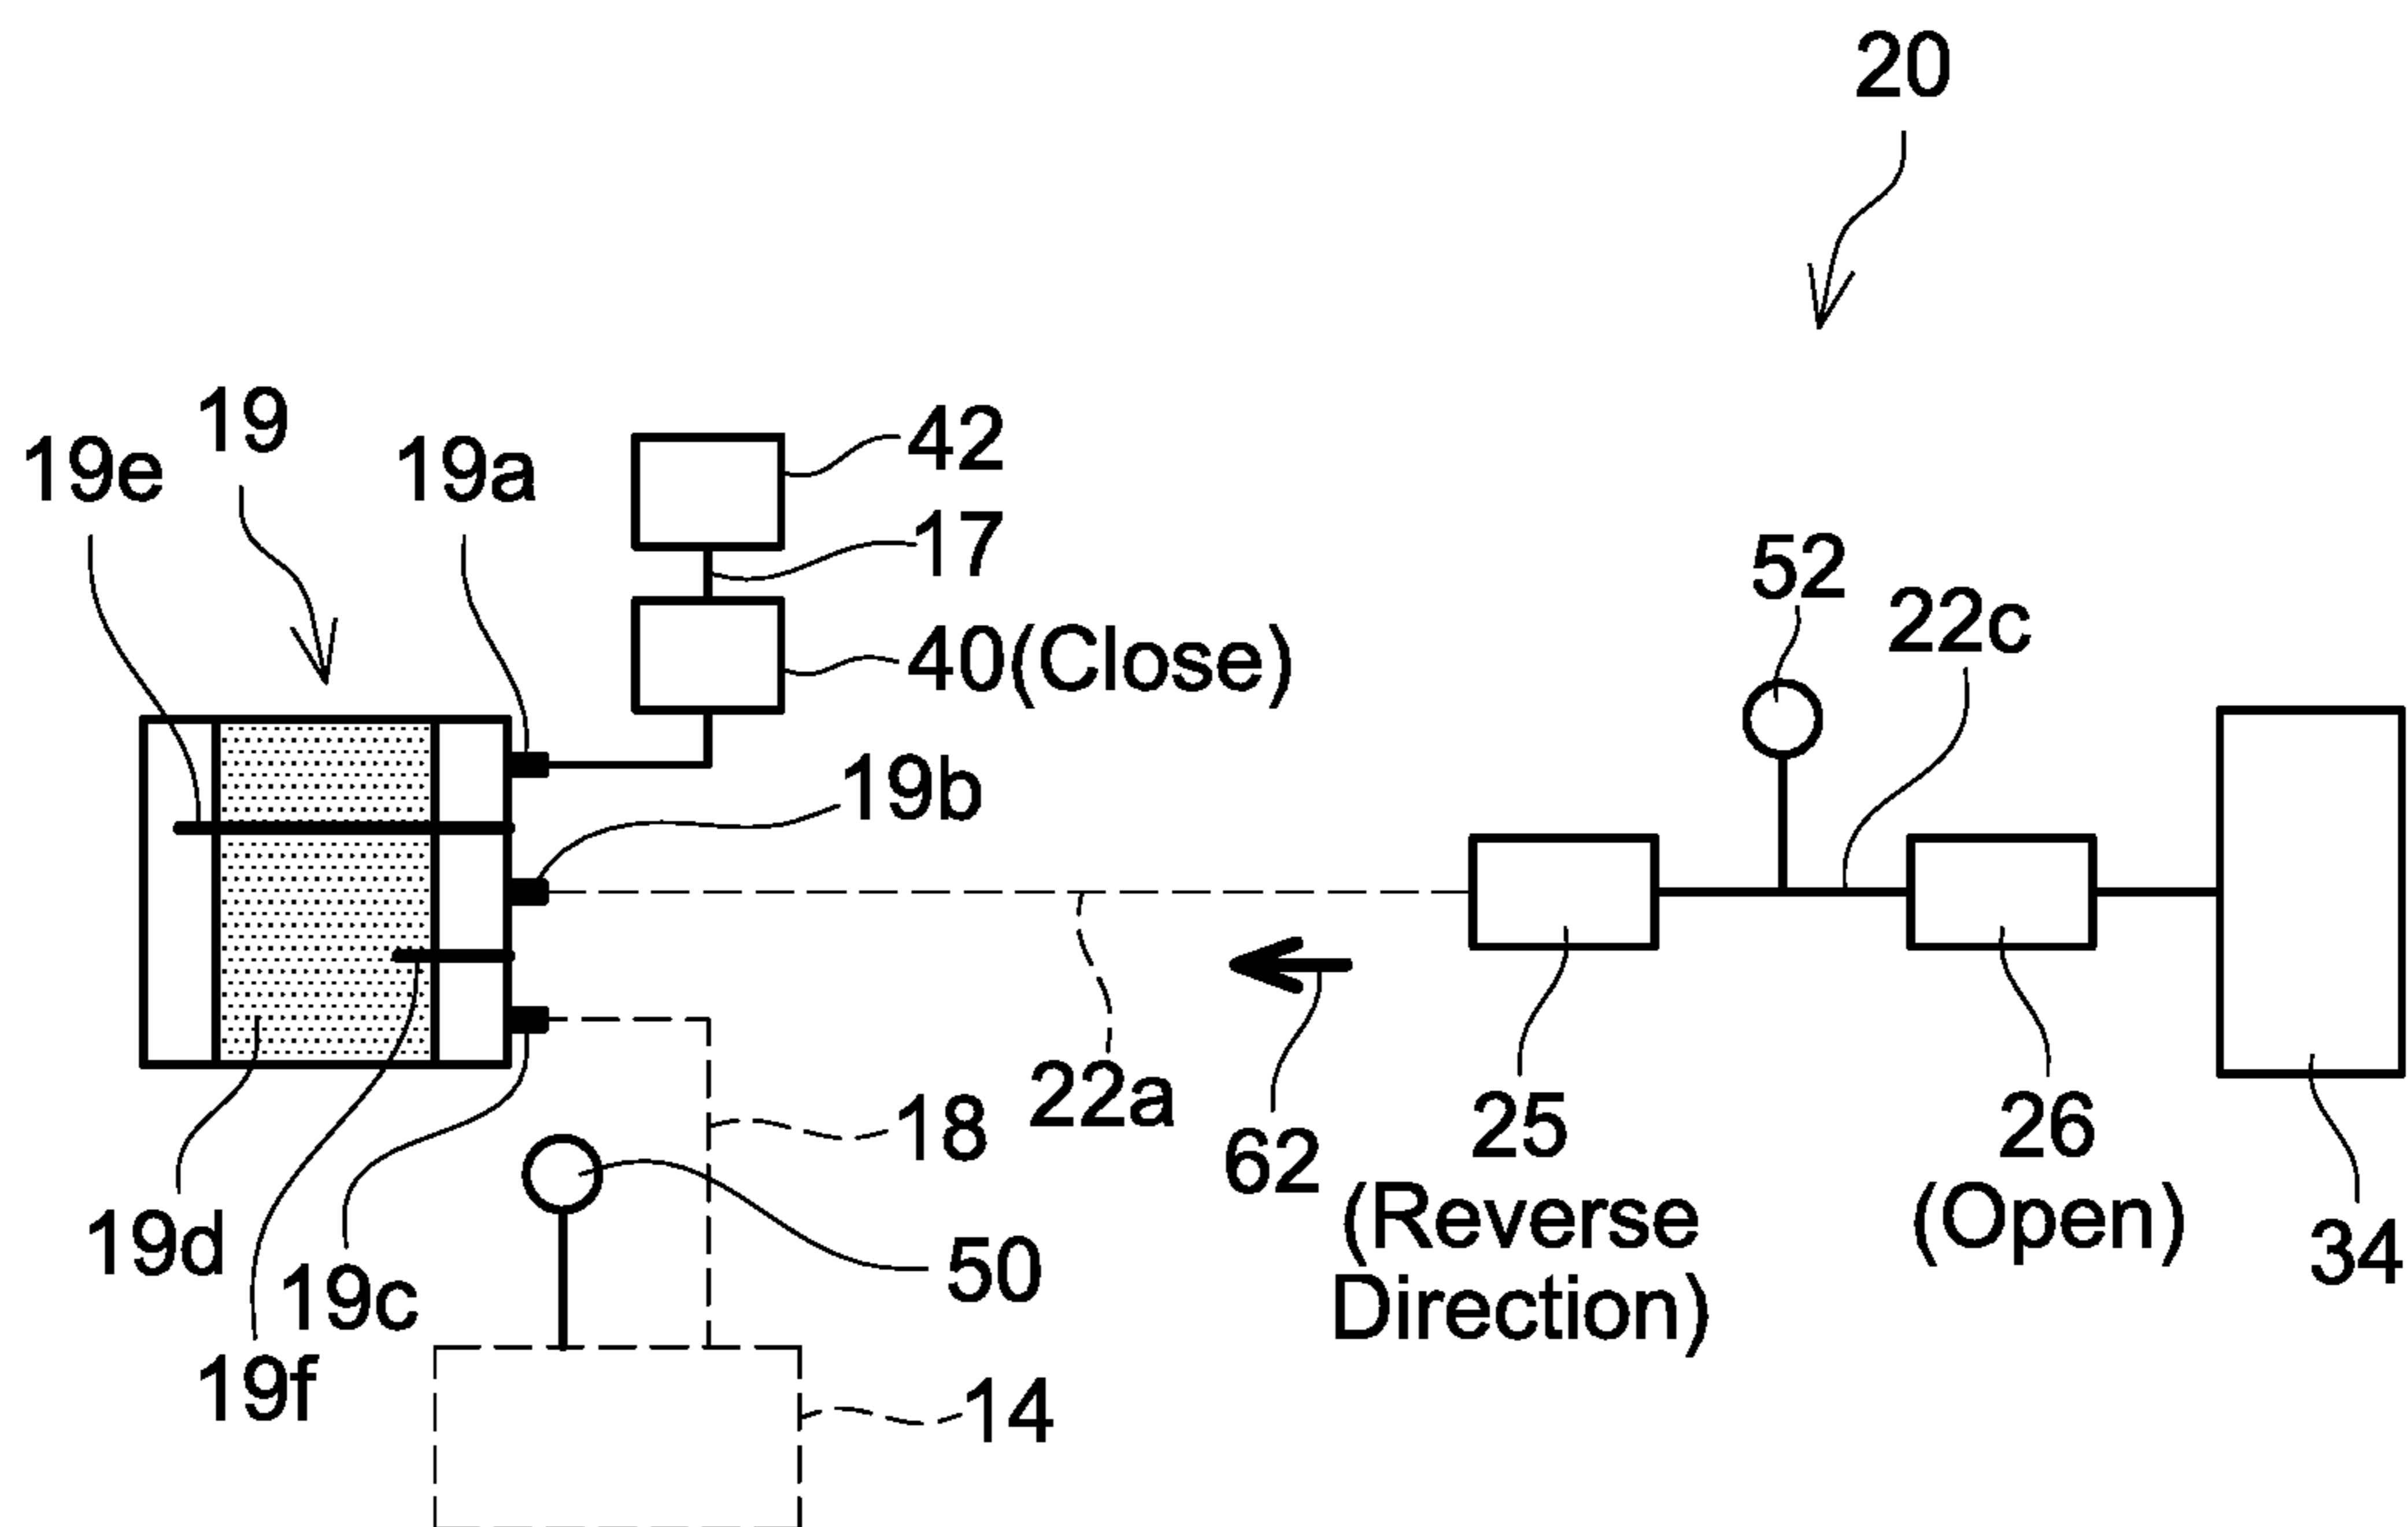 20
19
42
19e
19a
17
52
22c
40(Close)
19b
18
22a
62
25
(Reverse
Direction)
26
(Open)
34
19d
19c
50
19f
14